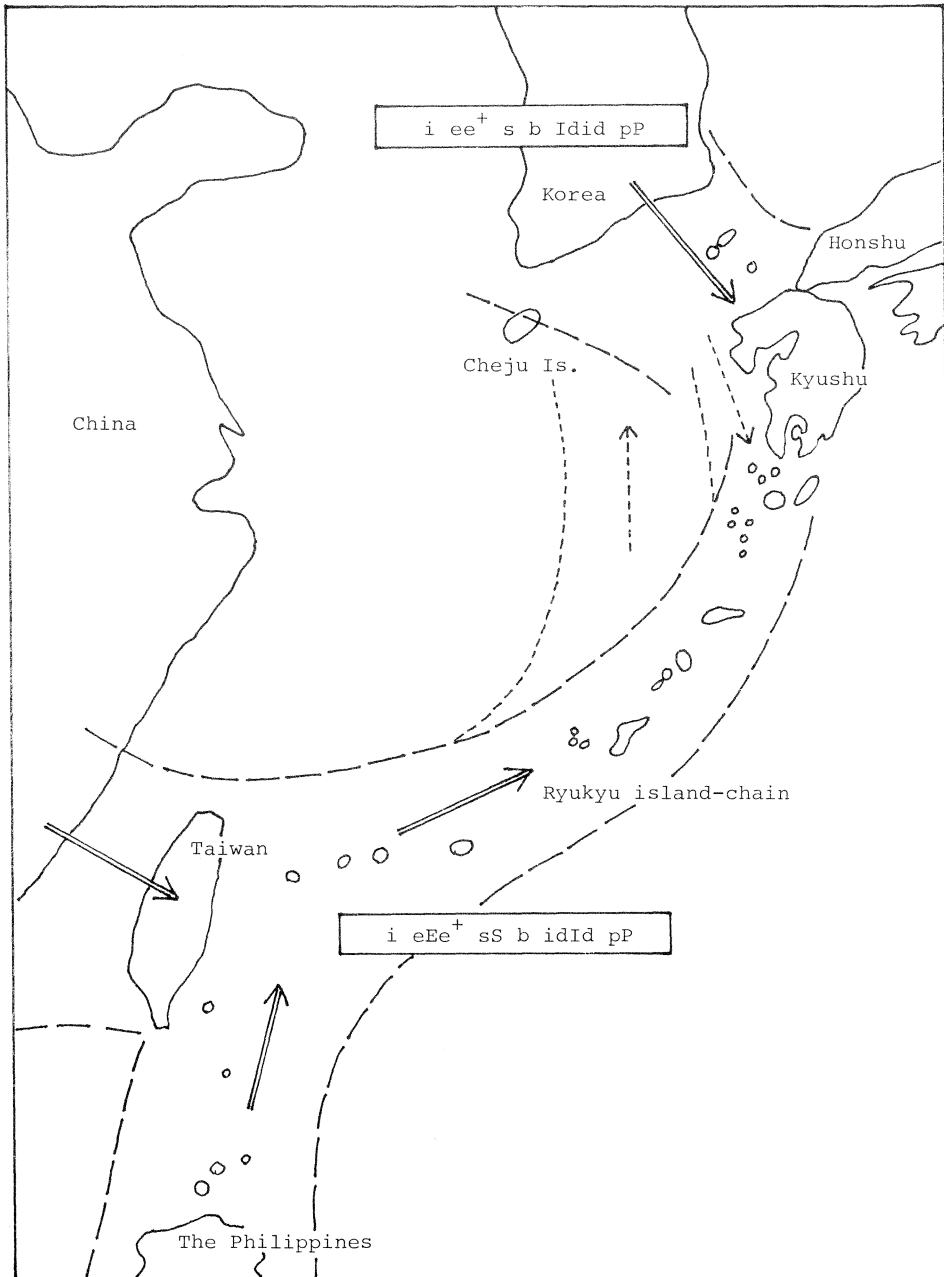 i ee⁺ s b Idid pP
Korea
Honshu
Cheju Is.
Kyushu
China
Ryukyu island-chain
Taiwan
i eEe⁺ sS b idId pP
The Philippines